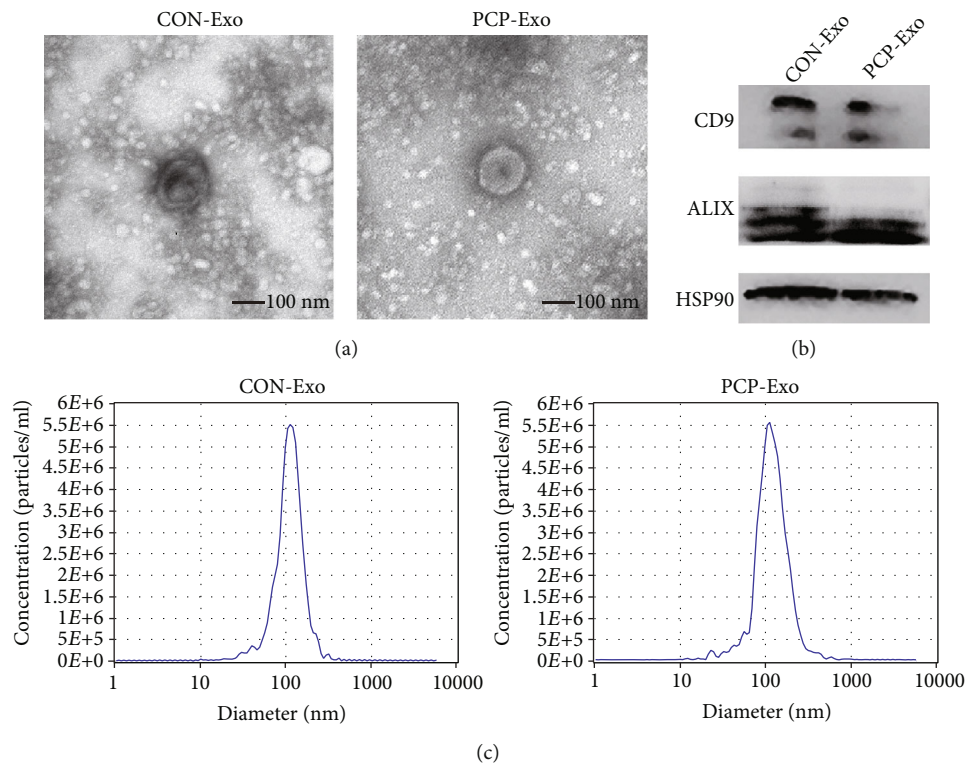 CON-Exo
PCP-Exo
100 nm
100 nm
(a)
CON-Exo
PCP-Exo
CD9
ALIX
HSP90
(b)
CON-Exo
Concentration (particles/ml)
6E+6
5.5E+6
5E+6
4.5E+6
4E+6
3.5E+6
3E+6
2.5E+6
2E+6
1.5E+6
1E+6
5E+5
0E+0
1 10 100 1000 10000
Diameter (nm)
PCP-Exo
Concentration (particles/ml)
6E+6
5.5E+6
5E+6
4.5E+6
4E+6
3.5E+6
3E+6
2.5E+6
2E+6
1.5E+6
1E+6
5E+5
0E+0
1 10 100 1000 10000
Diameter (nm)
(c)